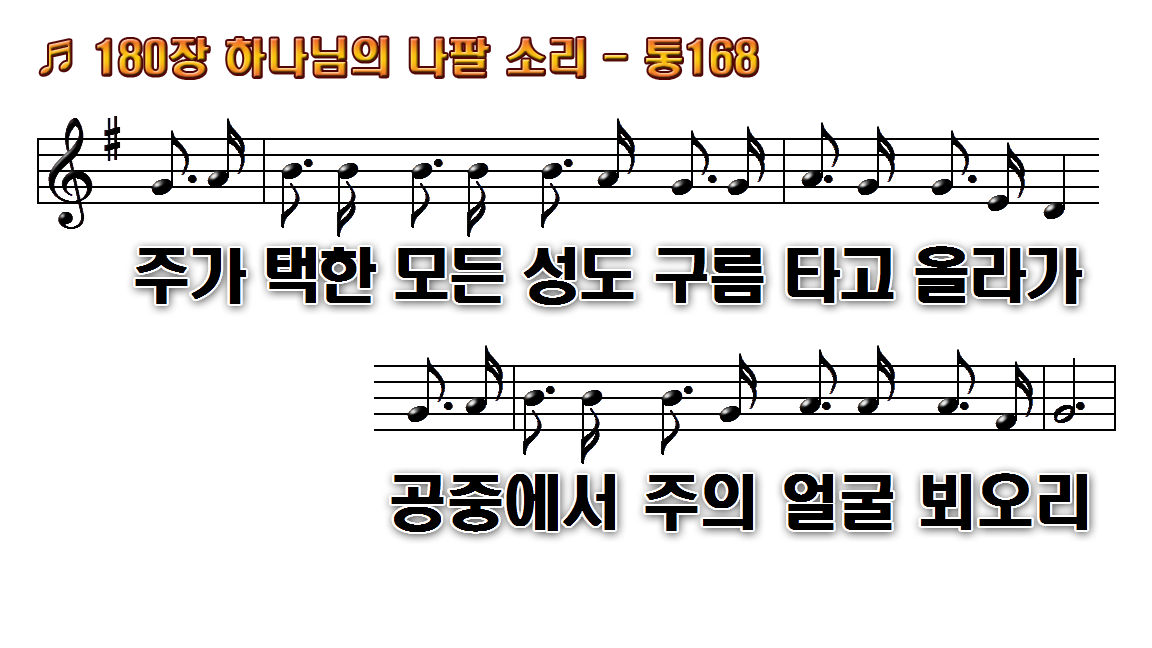 ♬ 180장 하나님의 나팔 소리 - 통168
주가 택한 모든 성도 구름 타고 올라가
공중에서 주의 얼굴 뵈오리